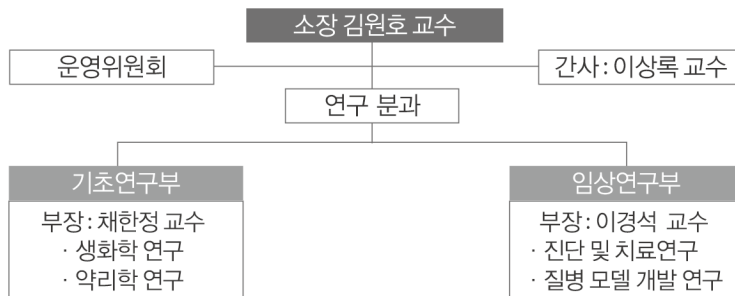 소장 김원호 교수
운영위원회
간사 : 이상록 교수
연구 분과
기초연구부
부장 : 채한정 교수
· 생화학 연구
· 약리학 연구
임상연구부
부장 : 이경석 교수
· 진단 및 치료연구
· 질병 모델 개발 연구